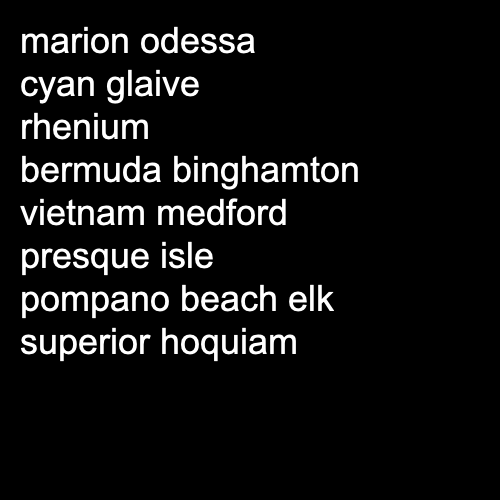 marion odessa
cyan glaive
rhenium
bermuda binghamton
vietnam medford
presque isle
pompano beach elk
superior hoquiam